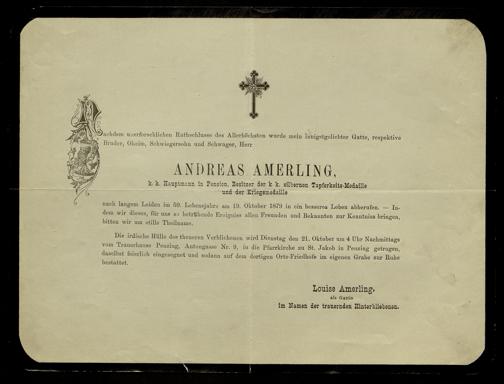 Nachdem unerforschlichen Rathschlusse des Allerhöchsten wurde mein innigstgeliebter Gatte, respektive
Bruder, Oheim, Schwiegersohn und Schwager, Herr
ANDREAS AMERLING,
k. k. Hauptmann in Pension, Besitzer der k. k. silbernen Tapferkeits-Medaille
und der Kriegsmedaille
nach langem Leiden im 59. Lebensjahre am 19. Oktober 1879 in ein besseres Leben abberufen. — In-
dem wir dieses, für uns so betrübende Ereigniss allen Freunden und Bekannten zur Kenntniss bringen,
bitten wir um stille Theilname.
Die irdische Hülle des theueren Verblichenen wird Dienstag den 21. Oktober um 4 Uhr Nachmittags
vom Trauerhause Penzing, Antongasse Nr. 9, in die Pfarrkirche zu St. Jakob in Penzing getragen,
daselbst feierlich eingesegnet und sodann auf dem dortigen Orts-Friedhofe im eigenen Grabe zur Ruhe
bestattet.
Louise Amerling,
als Gattin
im Namen der trauernden Hinterbliebenen.